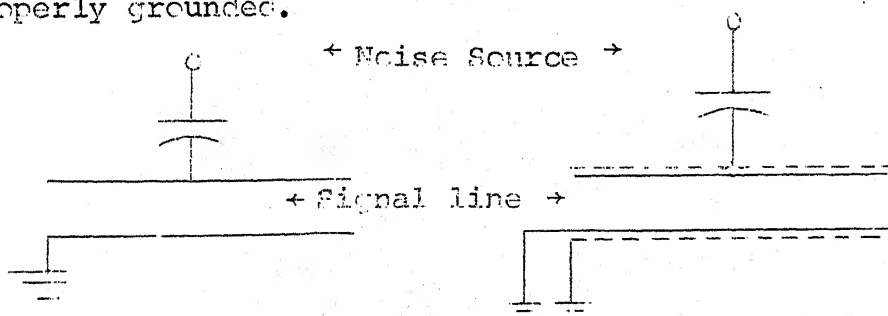 operly grounded.
← Noise Source →
← Signal line →